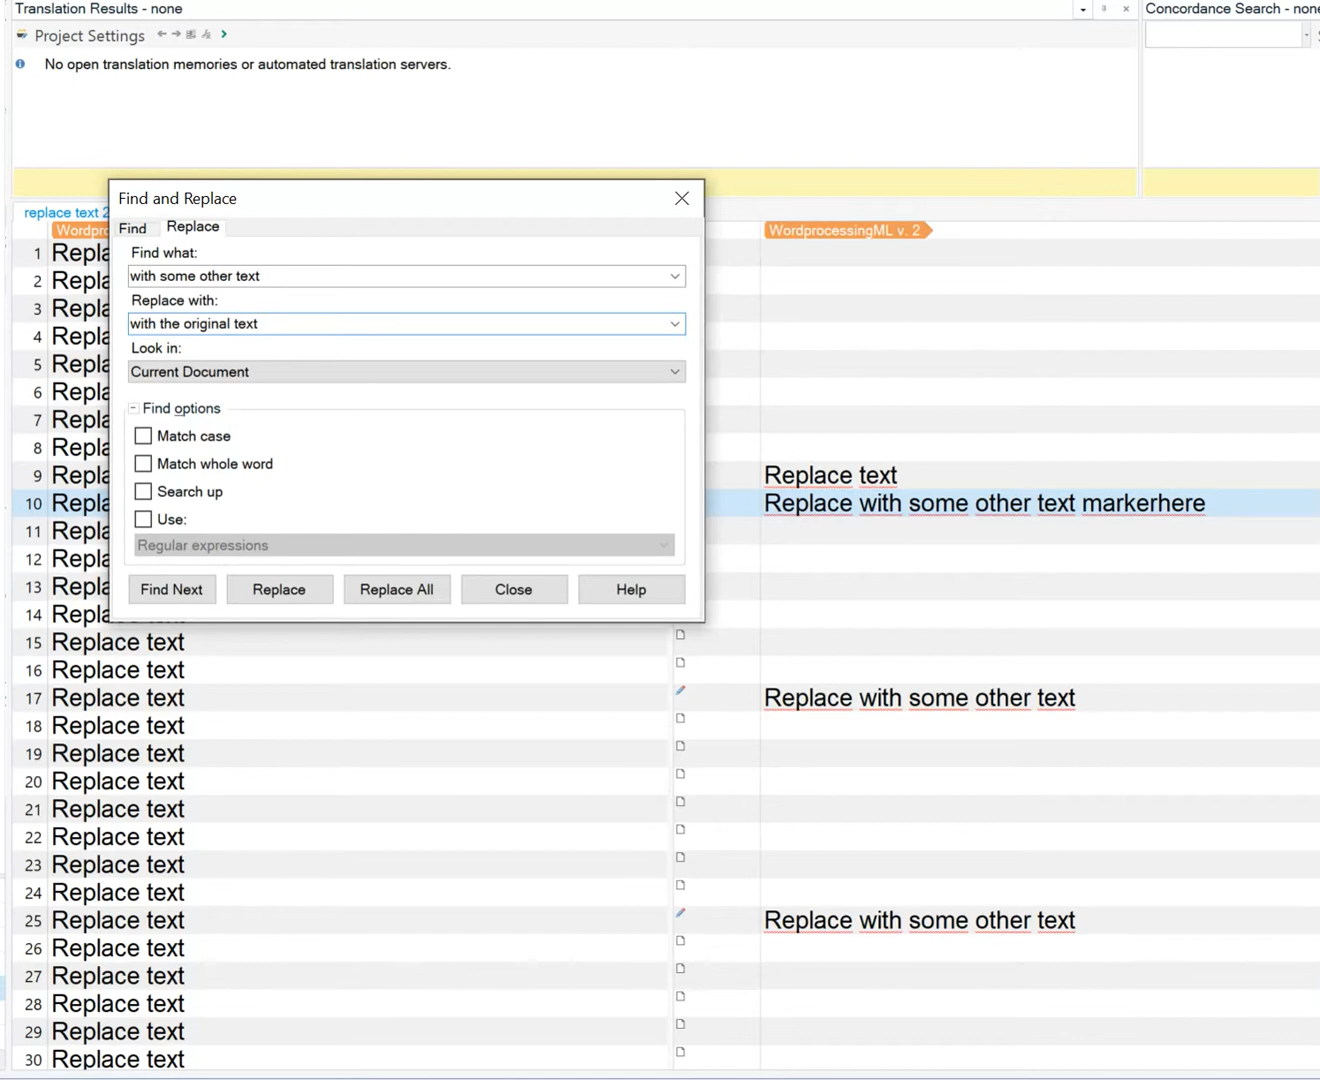 Translation Results - none
Concordance Search - none
Project Settings
No open translation memories or automated translation servers.
replace text 2
Find and Replace
Find
Replace
Find what:
with some other text
Replace with:
with the original text
Look in:
Current Document
Find options
Match case
Match whole word
Search up
Use:
Regular expressions
Find Next
Replace
Replace All
Close
Help
Wordpro
WordprocessingML v. 2
1 Repla
2 Repla
3 Repla
4 Repla
5 Repla
6 Repla
7 Repla
8 Repla
9 Repla Replace text
10 Repla Replace with some other text markerhere
11 Repla
12 Repla
13 Repla
14 Repla
15 Replace text
16 Replace text
17 Replace text Replace with some other text
18 Replace text
19 Replace text
20 Replace text
21 Replace text
22 Replace text
23 Replace text
24 Replace text
25 Replace text Replace with some other text
26 Replace text
27 Replace text
28 Replace text
29 Replace text
30 Replace text